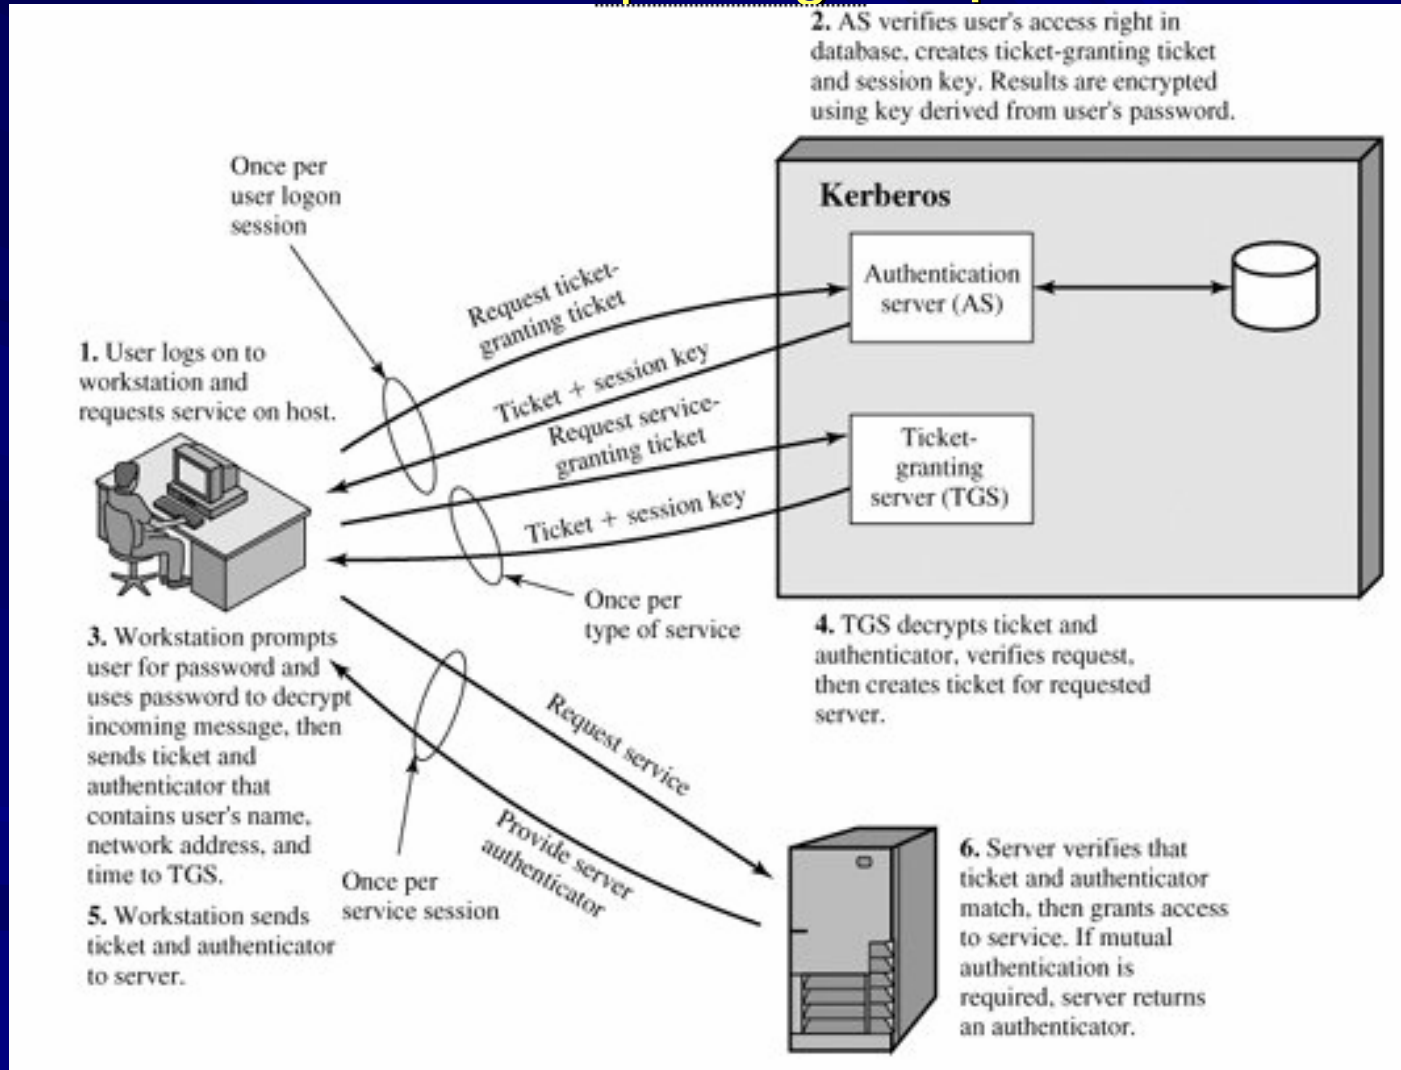 2. AS verifies user's access right in
database, creates ticket-granting ticket
and session key. Results are encrypted
using key derived from user's password.
Once per
user logon
session
Kerberos
Authentication
server (AS)
Request ticket-
granting ticket
1. User logs on to
workstation and
requests service on host.
Ticket + session key
Request service-
granting ticket
Ticket-
granting
server (TGS)
Ticket + session key
Once per
type of service
3. Workstation prompts
user for password and
uses password to decrypt
incoming message, then
sends ticket and
authenticator that
contains user's name,
network address, and
time to TGS.
4. TGS decrypts ticket and
authenticator, verifies request,
then creates ticket for requested
server.
Request service
Provide server
authenticator
Once per
service session
5. Workstation sends
ticket and authenticator
to server.
6. Server verifies that
ticket and authenticator
match, then grants access
to service. If mutual
authentication is
required, server returns
an authenticator.